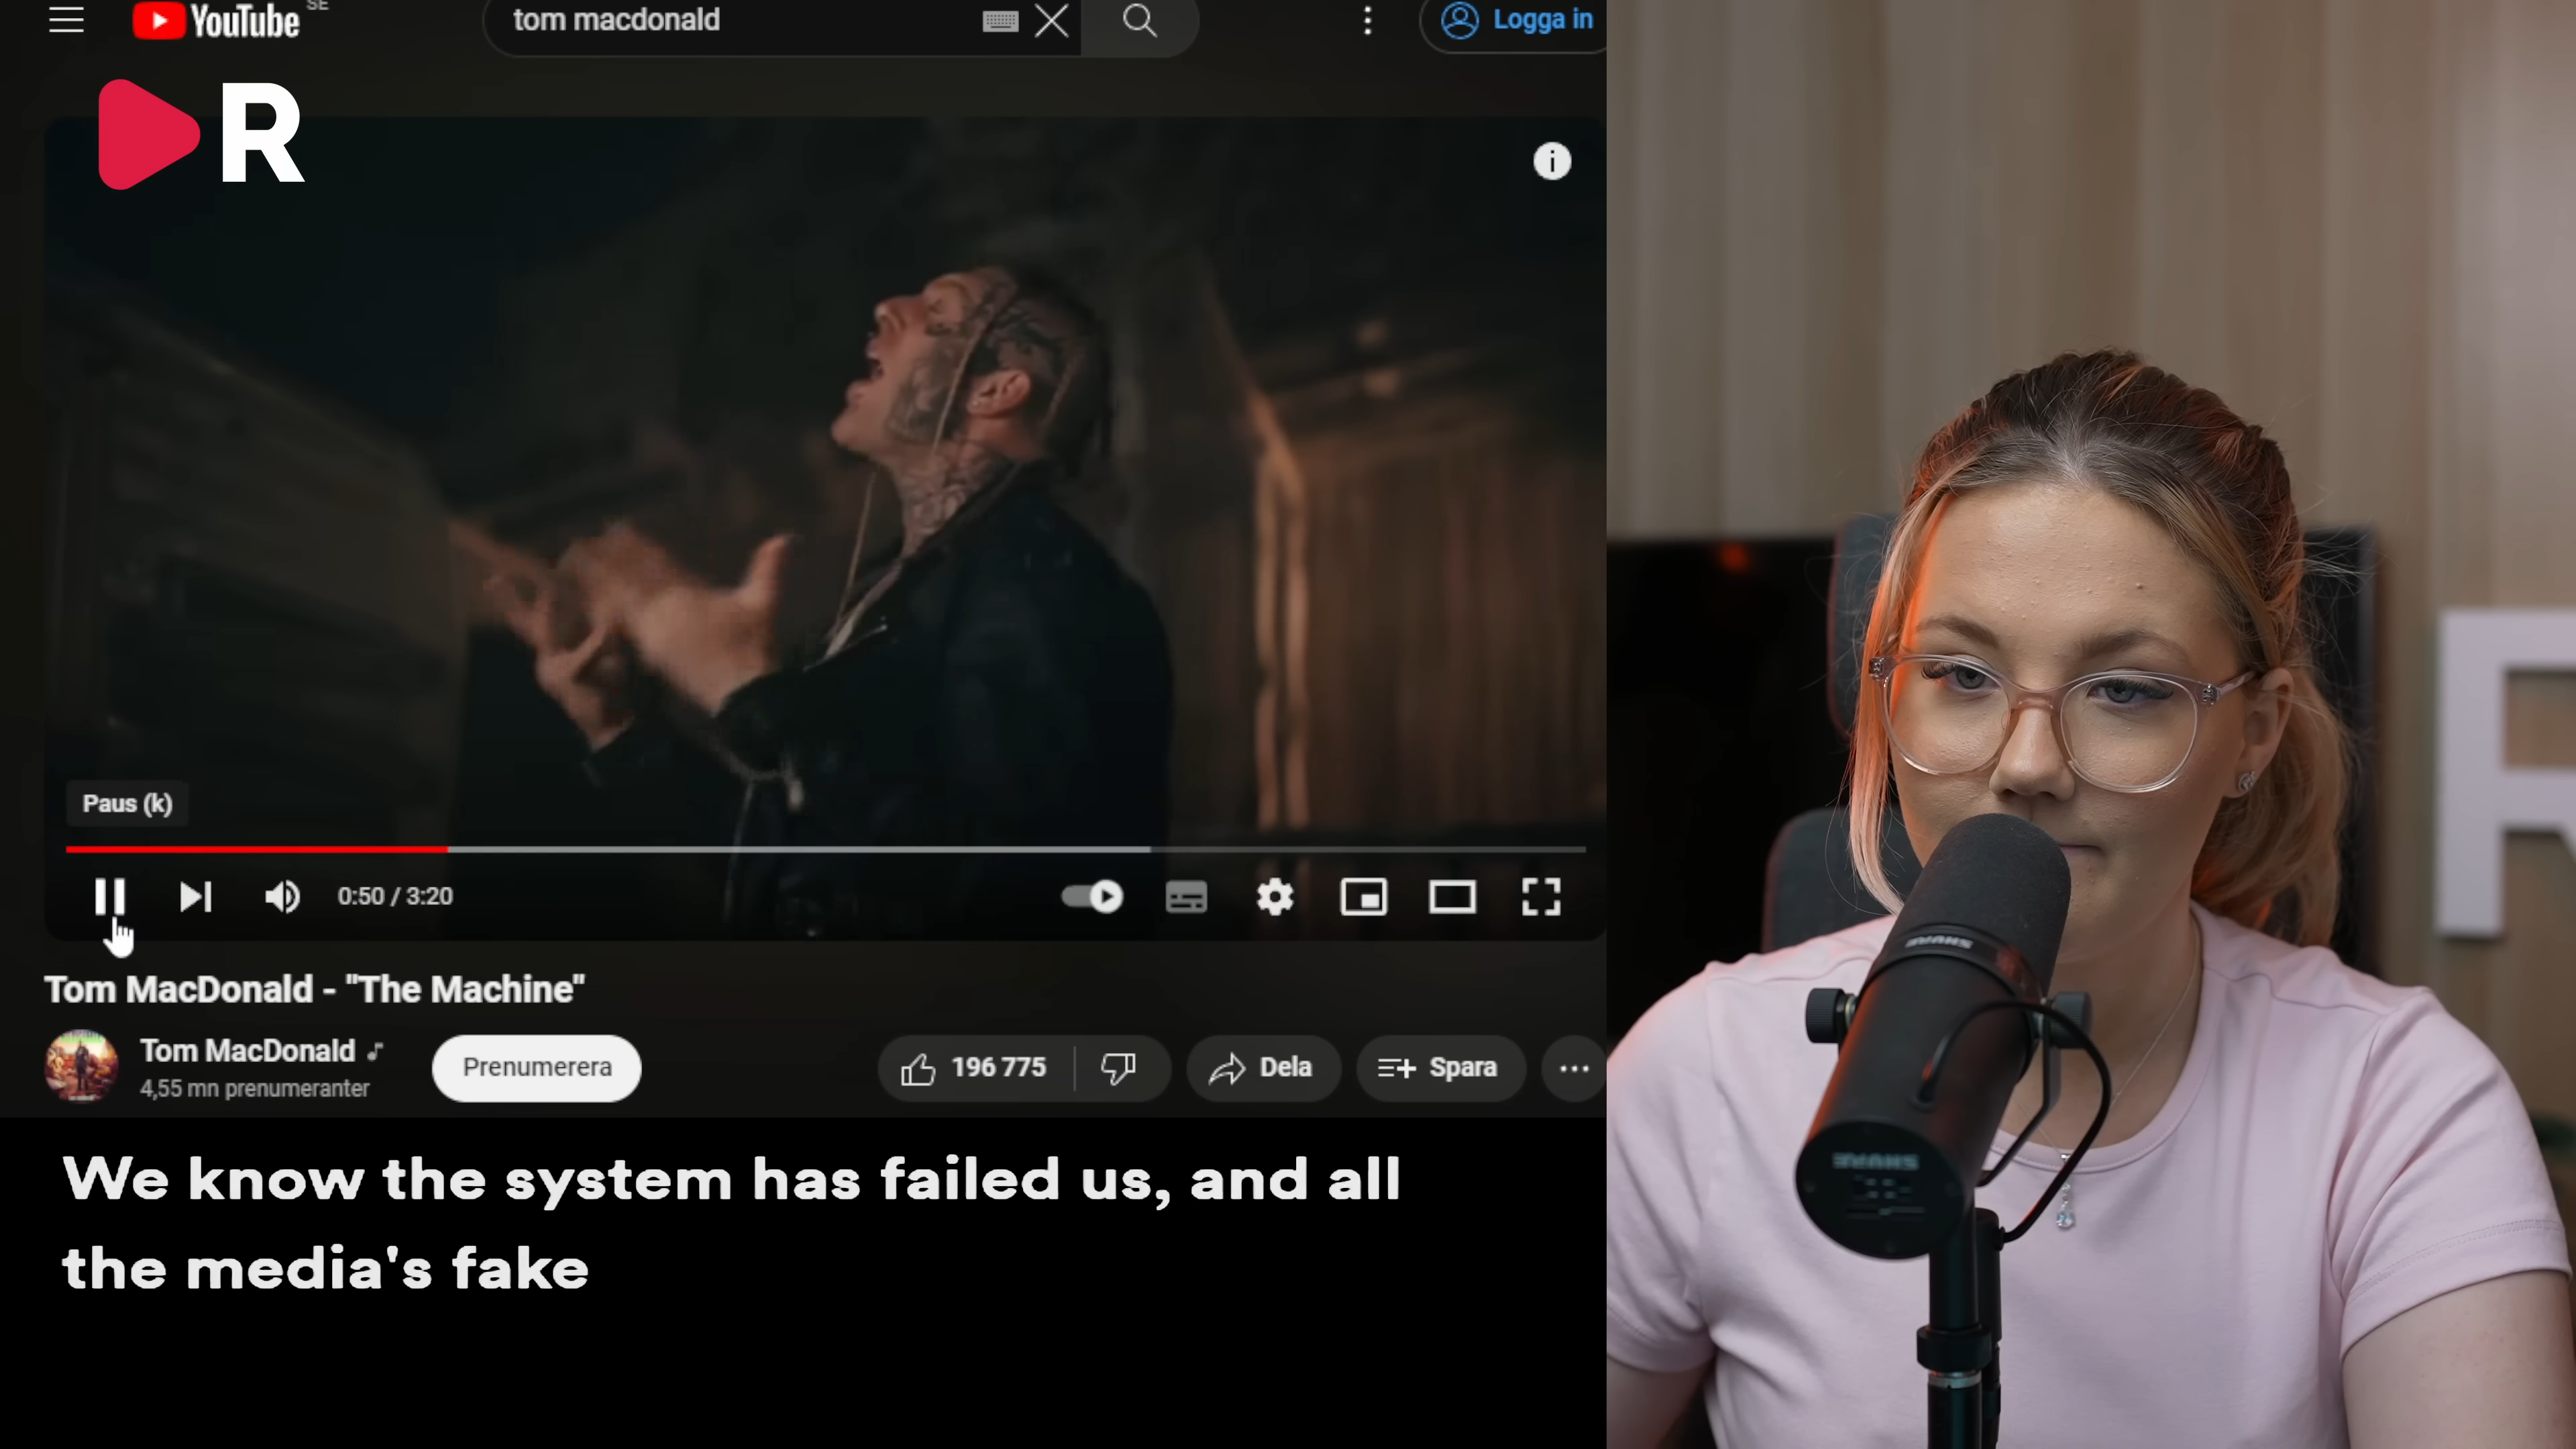 YouTube SE
tom macdonald
Logga in
R
i
Paus (k)
0:50 / 3:20
Tom MacDonald - "The Machine"
Tom MacDonald
4,55 mn prenumeranter
Prenumerera
196 775
Dela
Spara
We know the system has failed us, and all
the media's fake
SHURE
SHURE
R